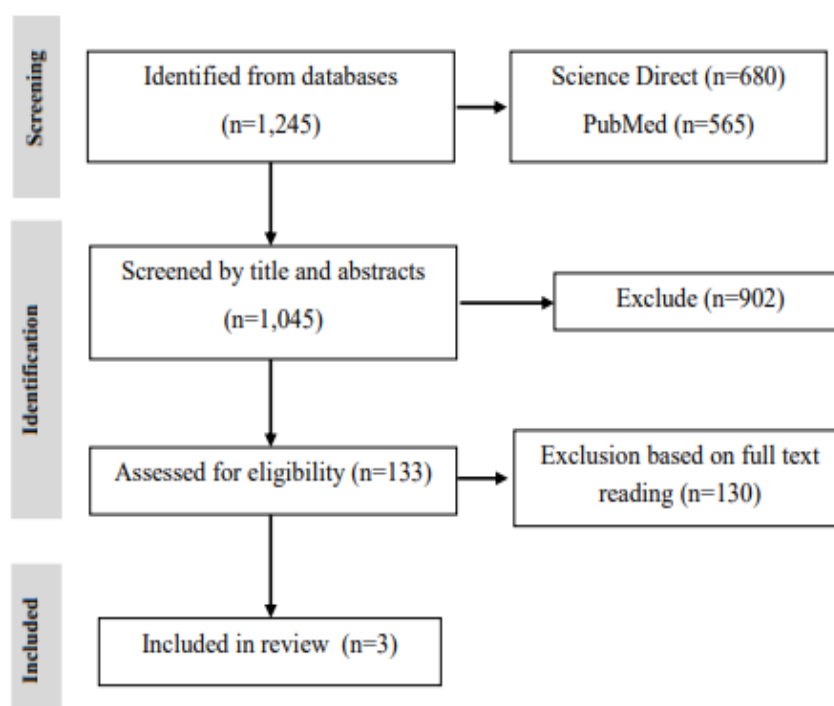 Screening
Identified from databases
(n=1,245)
Science Direct (n=680)
PubMed (n=565)
Identification
Screened by title and abstracts
(n=1,045)
Exclude (n=902)
Assessed for eligibility (n=133)
Exclusion based on full text
reading (n=130)
Included
Included in review (n=3)